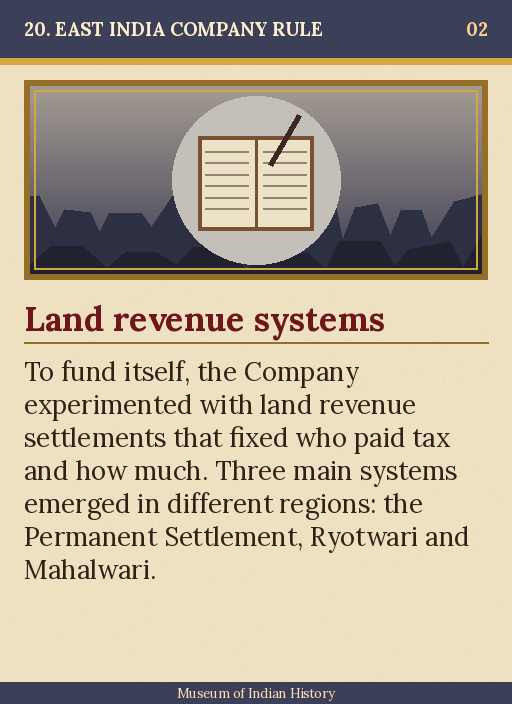 20. EAST INDIA COMPANY RULE 02
Land revenue systems
To fund itself, the Company
experimented with land revenue
settlements that fixed who paid tax
and how much. Three main systems
emerged in different regions: the
Permanent Settlement, Ryotwari and
Mahalwari.
Museum of Indian History